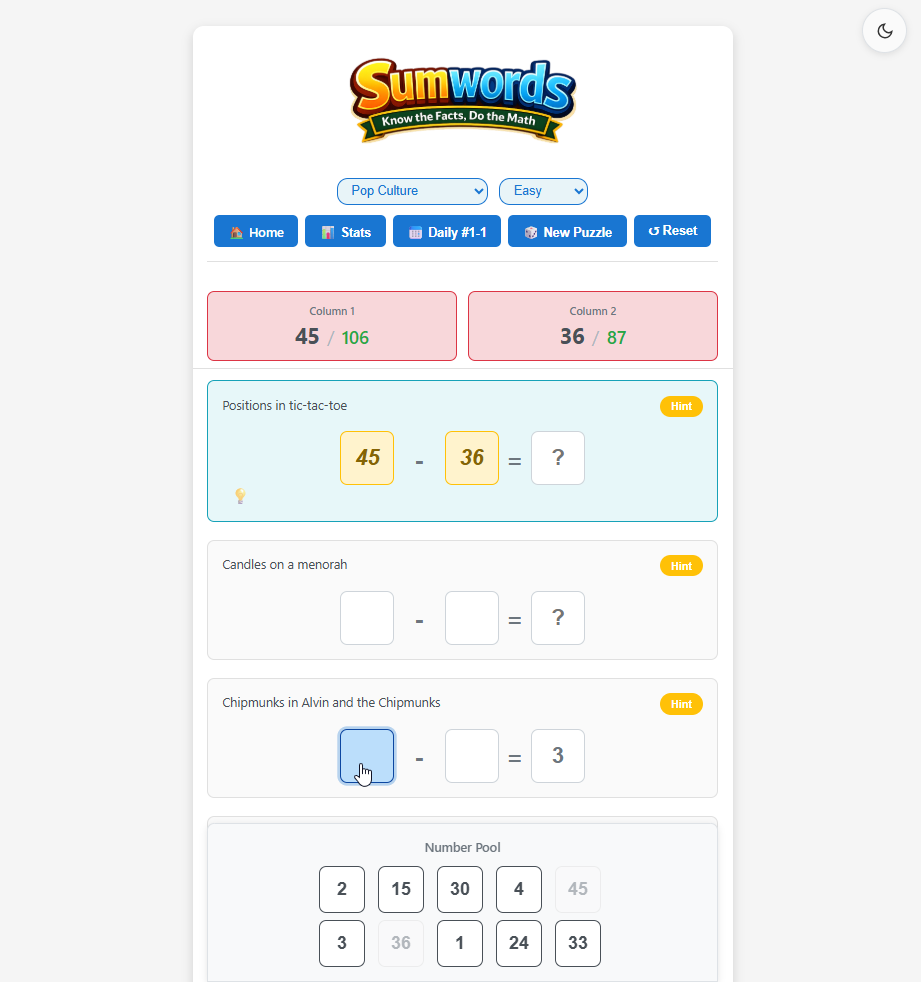 Sumwords
Know the Facts, Do the Math
Pop Culture Easy
Home Stats Daily #1-1 New Puzzle ↺ Reset
Column 1 Column 2
45 / 106 36 / 87
Positions in tic-tac-toe Hint
45 - 36 = ?
Candles on a menorah Hint
- = ?
Chipmunks in Alvin and the Chipmunks Hint
- = 3
Number Pool
2 15 30 4 45
3 36 1 24 33